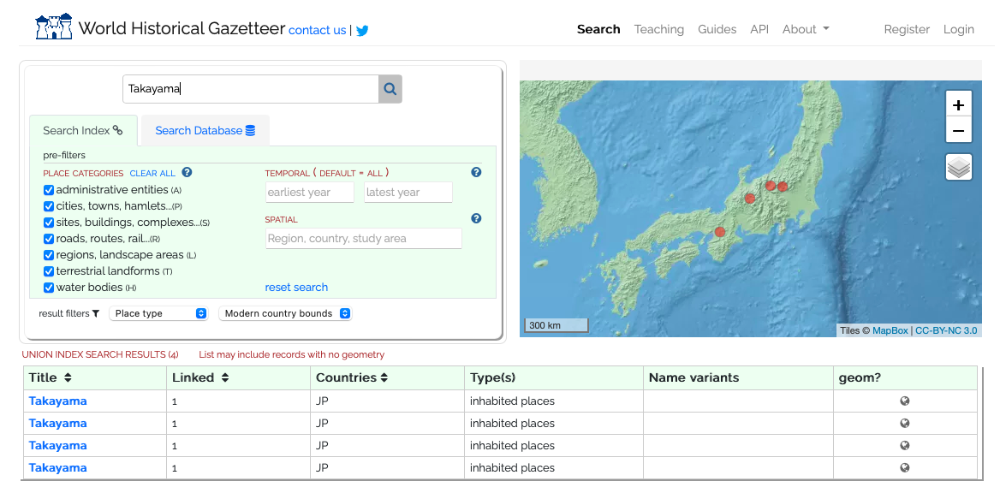 World Historical Gazetteer contact us |
Search Teaching Guides API About Register Login
Takayama
Search Index Search Database
pre-filters
PLACE CATEGORIES CLEAR ALL ?
administrative entities (A)
cities, towns, hamlets...(P)
sites, buildings, complexes...(S)
roads, routes, rail...(R)
regions, landscape areas (L)
terrestrial landforms (T)
water bodies (H)
TEMPORAL ( DEFAULT = ALL ) ?
earliest year latest year
SPATIAL ?
Region, country, study area
reset search
result filters Place type Modern country bounds
+
−
300 km
Tiles © MapBox | CC-BY-NC 3.0
UNION INDEX SEARCH RESULTS (4) List may include records with no geometry
Title Linked Countries Type(s) Name variants geom?
Takayama 1 JP inhabited places
Takayama 1 JP inhabited places
Takayama 1 JP inhabited places
Takayama 1 JP inhabited places